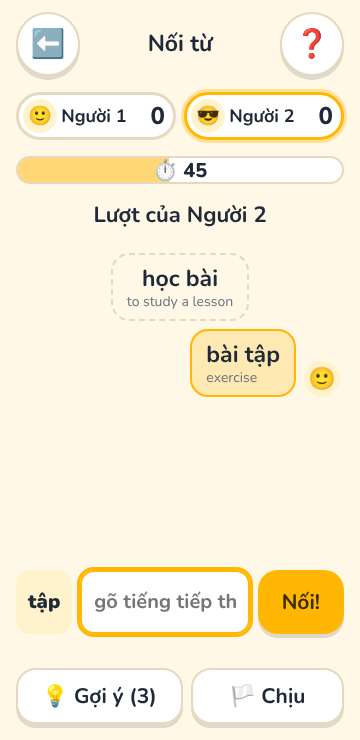 Nối từ
Người 1 0
Người 2 0
45
Lượt của Người 2
học bài
to study a lesson
bài tập
exercise
tập
gõ tiếng tiếp th
Nối!
Gợi ý (3)
Chịu